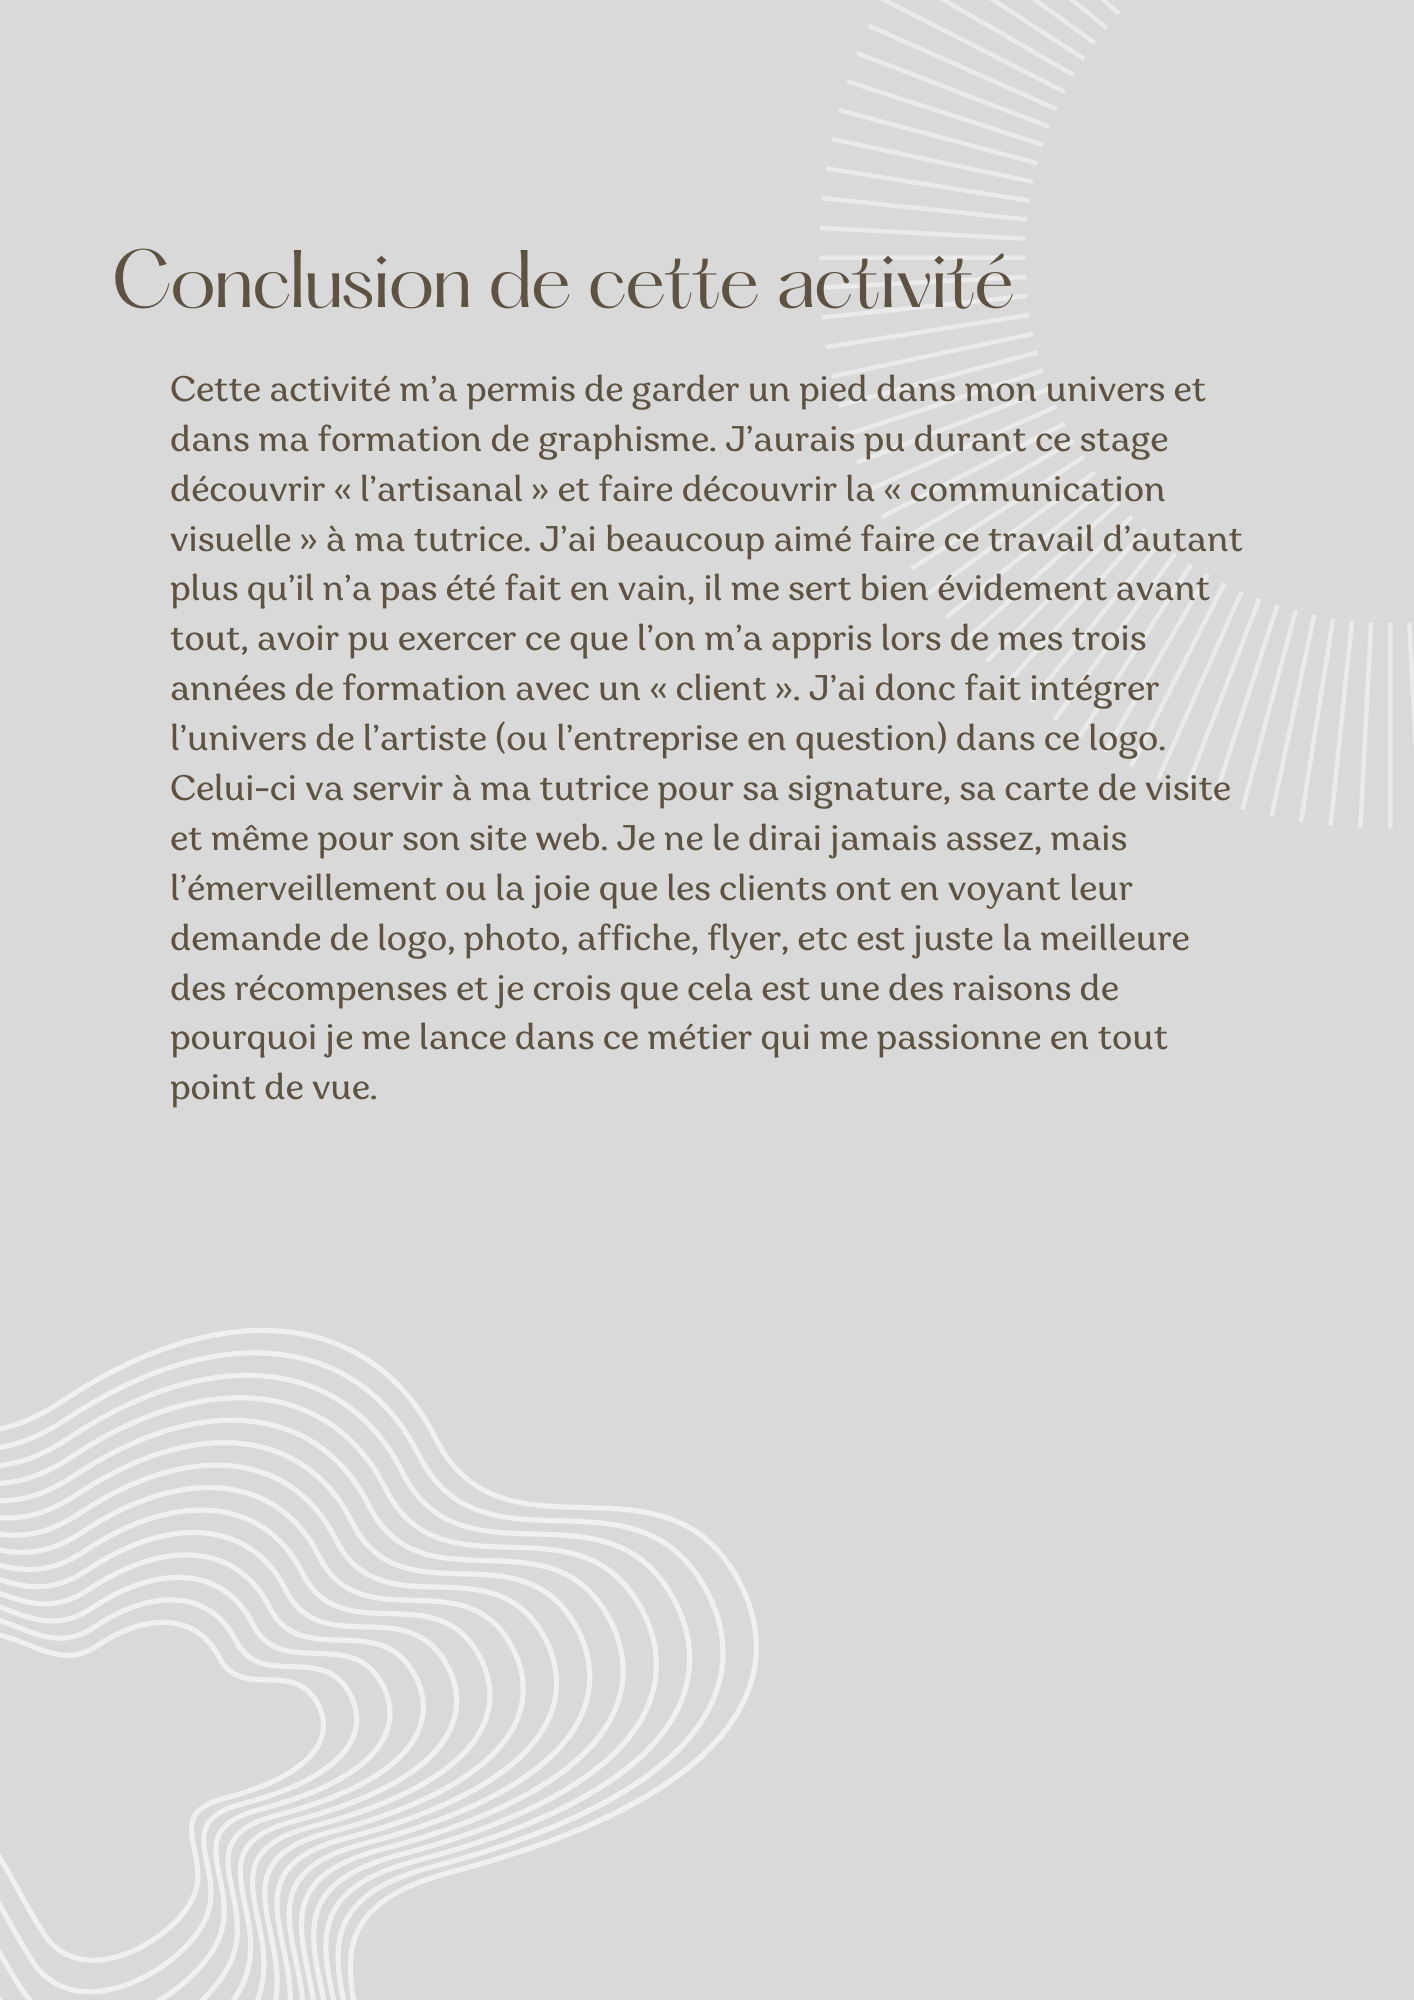 Conclusion de cette activité
Cette activité m’a permis de garder un pied dans mon univers et
dans ma formation de graphisme. J’aurais pu durant ce stage
découvrir « l’artisanal » et faire découvrir la « communication
visuelle » à ma tutrice. J’ai beaucoup aimé faire ce travail d’autant
plus qu’il n’a pas été fait en vain, il me sert bien évidement avant
tout, avoir pu exercer ce que l’on m’a appris lors de mes trois
années de formation avec un « client ». J’ai donc fait intégrer
l’univers de l’artiste (ou l’entreprise en question) dans ce logo.
Celui-ci va servir à ma tutrice pour sa signature, sa carte de visite
et même pour son site web. Je ne le dirai jamais assez, mais
l’émerveillement ou la joie que les clients ont en voyant leur
demande de logo, photo, affiche, flyer, etc est juste la meilleure
des récompenses et je crois que cela est une des raisons de
pourquoi je me lance dans ce métier qui me passionne en tout
point de vue.